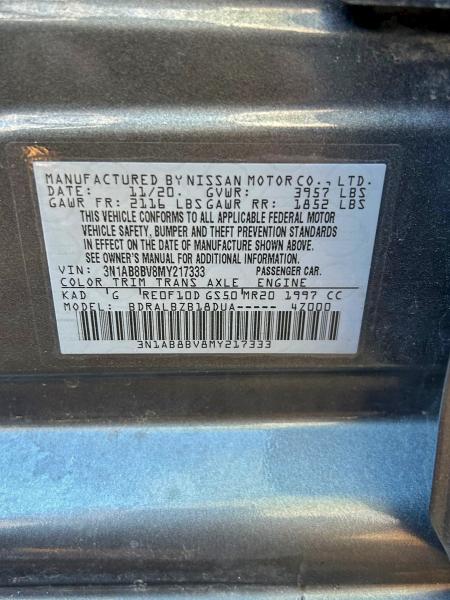 MANUFACTURED BY NISSAN MOTOR CO., LTD.
DATE: 11/20. GVWR: 3957 LBS
GAWR FR: 2116 LBS GAWR RR: 1852 LBS
THIS VEHICLE CONFORMS TO ALL APPLICABLE FEDERAL MOTOR
VEHICLE SAFETY, BUMPER AND THEFT PREVENTION STANDARDS
IN EFFECT ON THE DATE OF MANUFACTURE SHOWN ABOVE.
SEE OWNER'S MANUAL FOR ADDITIONAL INFORMATION.
VIN: 3N1AB8BV8MY217333 PASSENGER CAR.
COLOR TRIM TRANS AXLE ENGINE
KAD G RE0F10D GS50 MR20 1997 CC
MODEL: BDRALBZB18DUA----- 4Z000
3N1AB8BV8MY217333